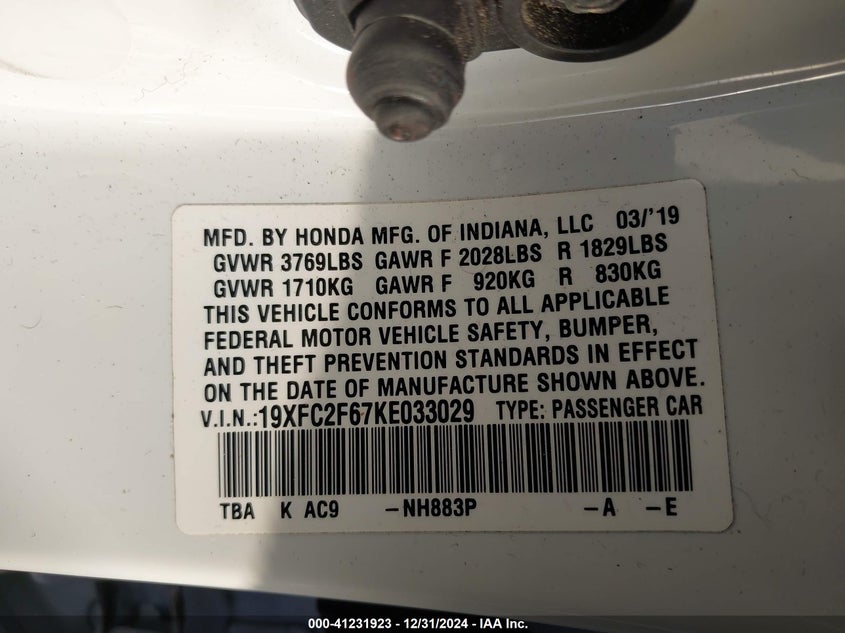 MFD. BY HONDA MFG. OF INDIANA, LLC 03/'19
GVWR 3769LBS GAWR F 2028LBS R 1829LBS
GVWR 1710KG GAWR F 920KG R 830KG
THIS VEHICLE CONFORMS TO ALL APPLICABLE
FEDERAL MOTOR VEHICLE SAFETY, BUMPER,
AND THEFT PREVENTION STANDARDS IN EFFECT
ON THE DATE OF MANUFACTURE SHOWN ABOVE.
V.I.N.:19XFC2F67KE033029 TYPE: PASSENGER CAR
TBA K AC9 -NH883P -A -E
000-41231923 - 12/31/2024 - IAA Inc.